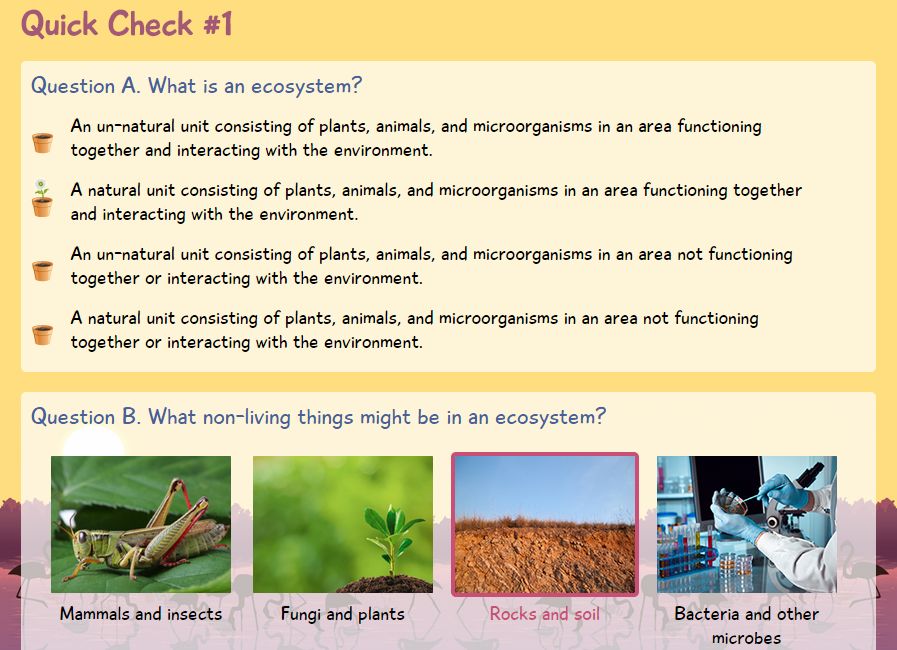 Quick Check #1
Question A. What is an ecosystem?
An un-natural unit consisting of plants, animals, and microorganisms in an area functioning
together and interacting with the environment.
A natural unit consisting of plants, animals, and microorganisms in an area functioning together
and interacting with the environment.
An un-natural unit consisting of plants, animals, and microorganisms in an area not functioning
together or interacting with the environment.
A natural unit consisting of plants, animals, and microorganisms in an area not functioning
together or interacting with the environment.
Question B. What non-living things might be in an ecosystem?
Mammals and insects
Fungi and plants
Rocks and soil
Bacteria and other
microbes